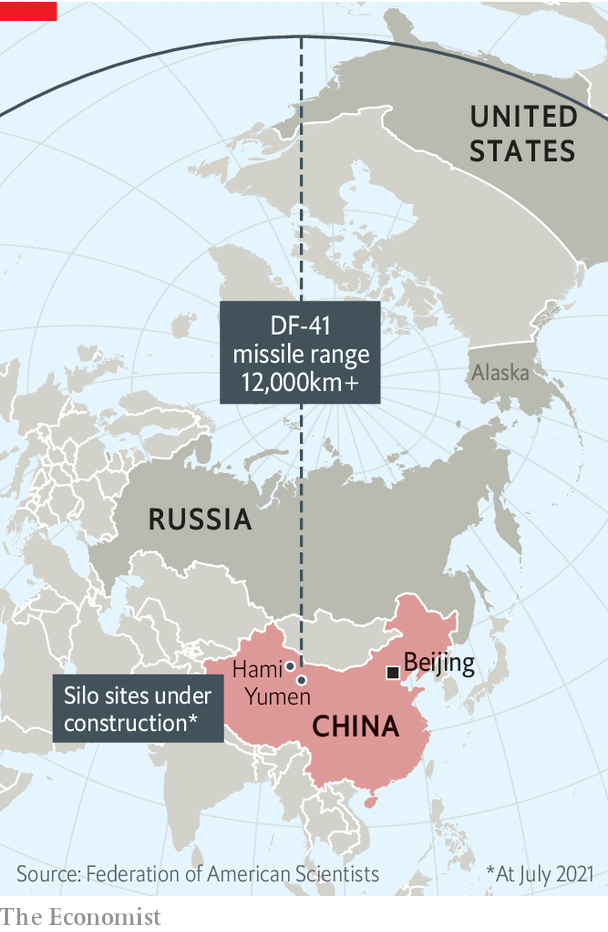 UNITED
STATES
DF-41
missile range
12,000km+
Alaska
RUSSIA
Hami
Beijing
Yumen
Silo sites under
construction*
CHINA
Source: Federation of American Scientists
*At July 2021
The Economist